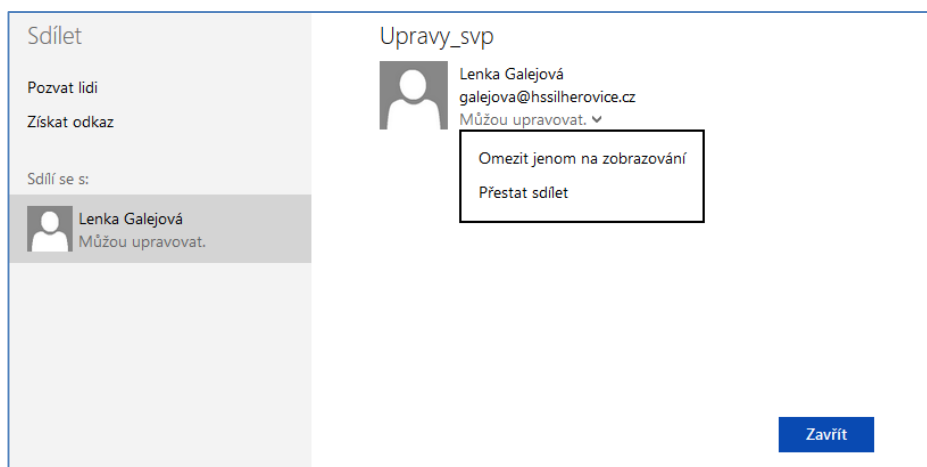 Sdílet
Pozvat lidi
Získat odkaz
Sdílí se s:
Lenka Galejová
Můžou upravovat.
Upravy_svp
Lenka Galejová
galejova@hssilherovice.cz
Můžou upravovat.
Omezit jenom na zobrazování
Přestat sdílet
Zavřít